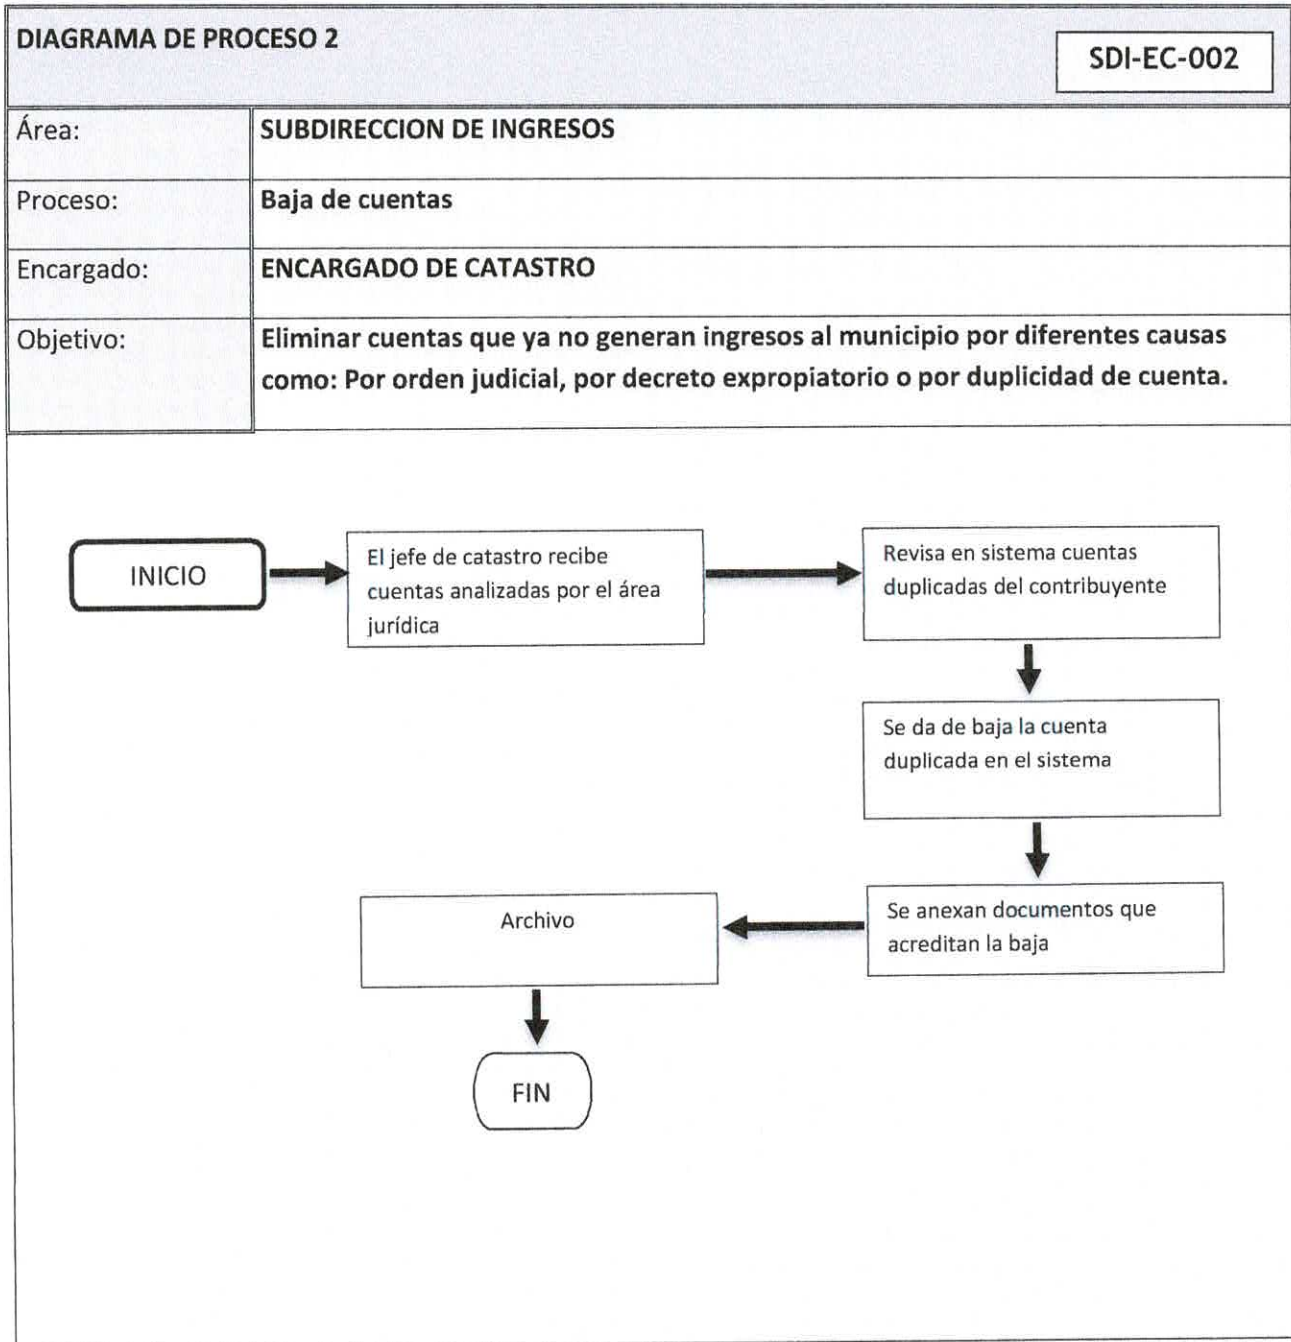 DIAGRAMA DE PROCESO 2
SDI-EC-002
Área:
SUBDIRECCION DE INGRESOS
Proceso:
Baja de cuentas
Encargado:
ENCARGADO DE CATASTRO
Objetivo:
Eliminar cuentas que ya no generan ingresos al municipio por diferentes causas
como: Por orden judicial, por decreto expropiatorio o por duplicidad de cuenta.
INICIO
El jefe de catastro recibe
cuentas analizadas por el área
jurídica
Revisa en sistema cuentas
duplicadas del contribuyente
Se da de baja la cuenta
duplicada en el sistema
Se anexan documentos que
acreditan la baja
Archivo
FIN